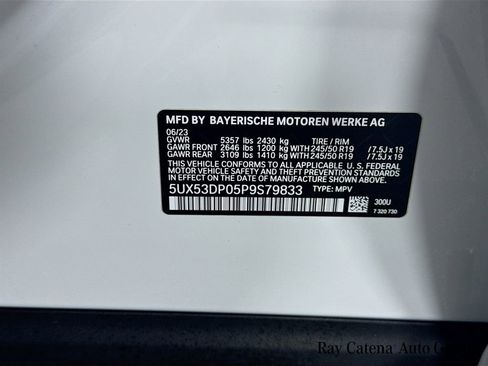 MFD BY BAYERISCHE MOTOREN WERKE AG
06/23
GVWR 5357 lbs 2430 kg TIRE / RIM
GAWR FRONT 2646 lbs 1200 kg WITH 245/50 R19 /7.5J x 19
GAWR REAR 3109 lbs 1410 kg WITH 245/50 R19 /7.5J x 19
THIS VEHICLE CONFORMS TO ALL APPLICABLE U.S. FEDERAL
MOTOR VEHICLE SAFETY, BUMPER, AND THEFT PREVENTION
STANDARDS IN EFFECT ON THE DATE OF MANUFACTURE SHOWN ABOVE.
5UX53DP05P9S79833 TYPE: MPV
300U
7 320 730
Ray Catena Auto